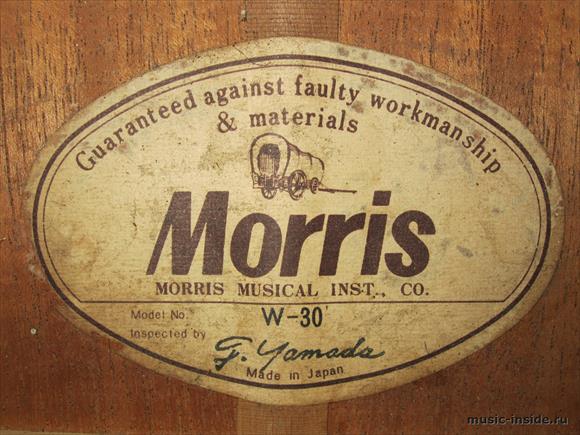 Guaranteed against faulty workmanship
& materials
Morris
MORRIS MUSICAL INST., CO.
Model No. W-30
Inspected by F. Yamada
Made in Japan
music-inside.ru